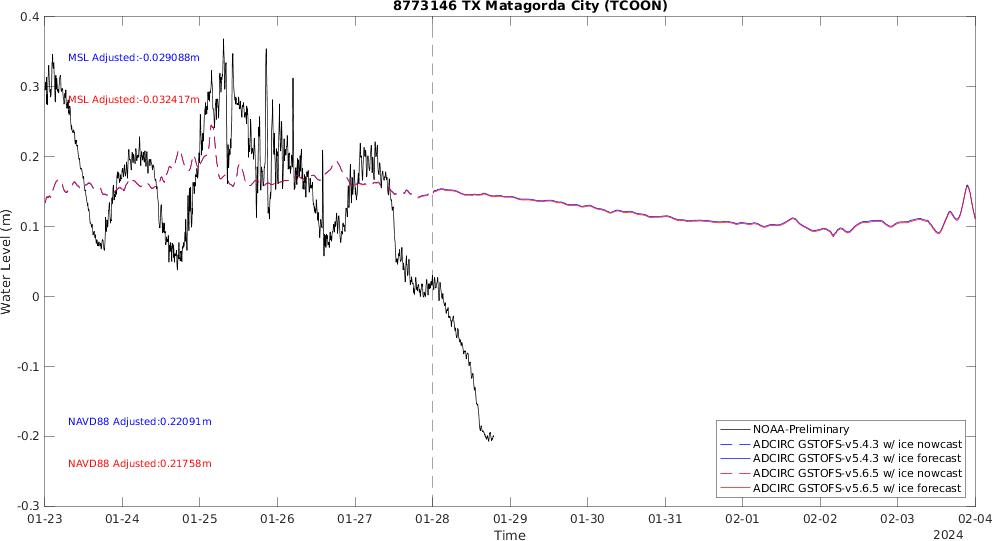 8773146 TX Matagorda City (TCOON)
0.4
0.3
0.2
0.1
0
-0.1
-0.2
-0.3
Water Level (m)
MSL Adjusted:-0.029088m
MSL Adjusted:-0.032417m
NAVD88 Adjusted:0.22091m
NAVD88 Adjusted:0.21758m
NOAA-Preliminary
ADCIRC GSTOFS-v5.4.3 w/ ice nowcast
ADCIRC GSTOFS-v5.4.3 w/ ice forecast
ADCIRC GSTOFS-v5.6.5 w/ ice nowcast
ADCIRC GSTOFS-v5.6.5 w/ ice forecast
01-23 01-24 01-25 01-26 01-27 01-28 01-29 01-30 01-31 02-01 02-02 02-03 02-04
Time
2024